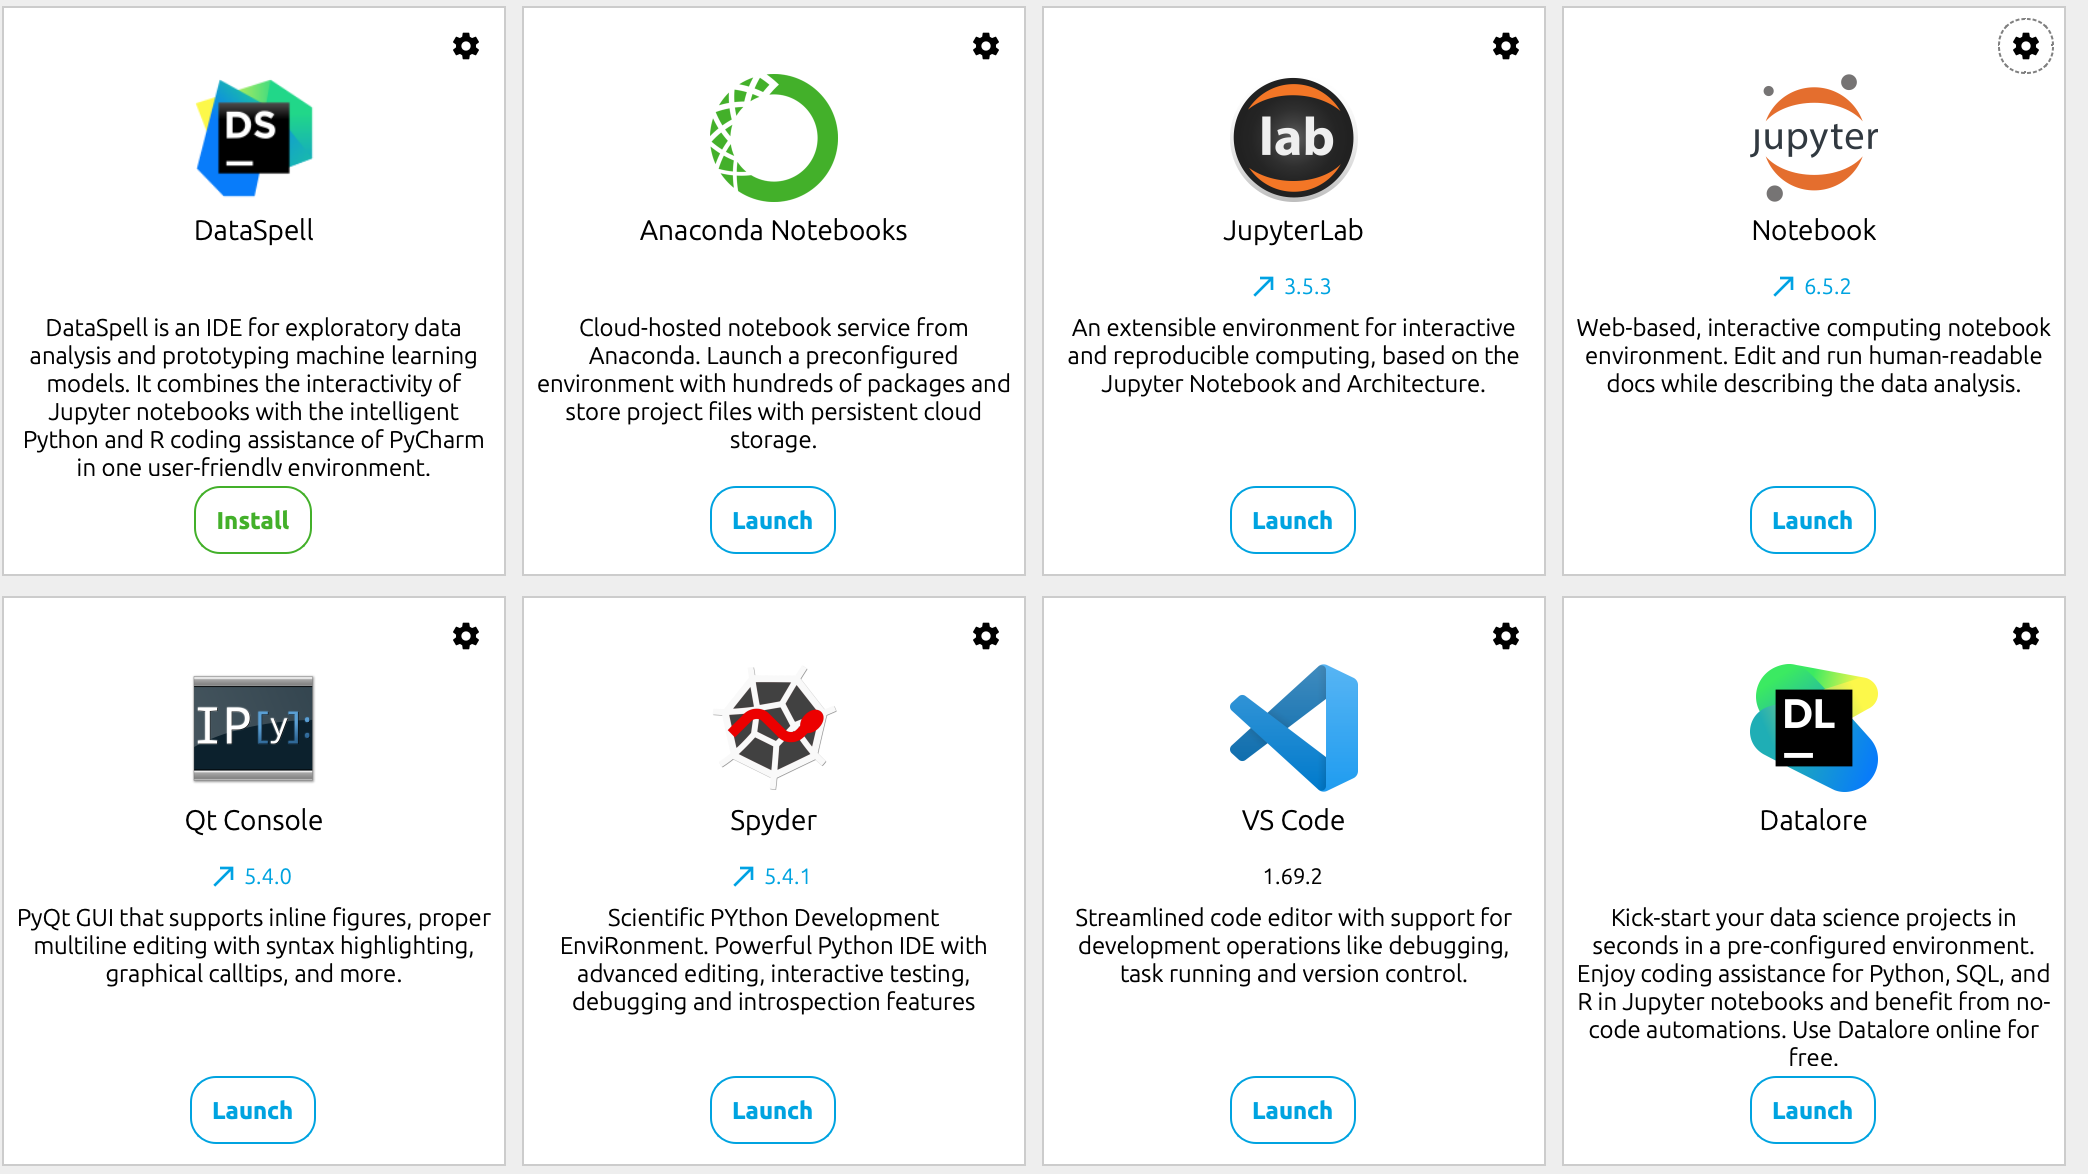 DS
DataSpell
DataSpell is an IDE for exploratory data
analysis and prototyping machine learning
models. It combines the interactivity of
Jupyter notebooks with the intelligent
Python and R coding assistance of PyCharm
in one user-friendly environment.
Install
Anaconda Notebooks
Cloud-hosted notebook service from
Anaconda. Launch a preconfigured
environment with hundreds of packages and
store project files with persistent cloud
storage.
Launch
lab
JupyterLab
3.5.3
An extensible environment for interactive
and reproducible computing, based on the
Jupyter Notebook and Architecture.
Launch
jupyter
Notebook
6.5.2
Web-based, interactive computing notebook
environment. Edit and run human-readable
docs while describing the data analysis.
Launch
IP[y]:
Qt Console
5.4.0
PyQt GUI that supports inline figures, proper
multiline editing with syntax highlighting,
graphical calltips, and more.
Launch
Spyder
5.4.1
Scientific PYthon Development
EnviRonment. Powerful Python IDE with
advanced editing, interactive testing,
debugging and introspection features
Launch
VS Code
1.69.2
Streamlined code editor with support for
development operations like debugging,
task running and version control.
Launch
DL
Datalore
Kick-start your data science projects in
seconds in a pre-configured environment.
Enjoy coding assistance for Python, SQL, and
R in Jupyter notebooks and benefit from no-
code automations. Use Datalore online for
free.
Launch